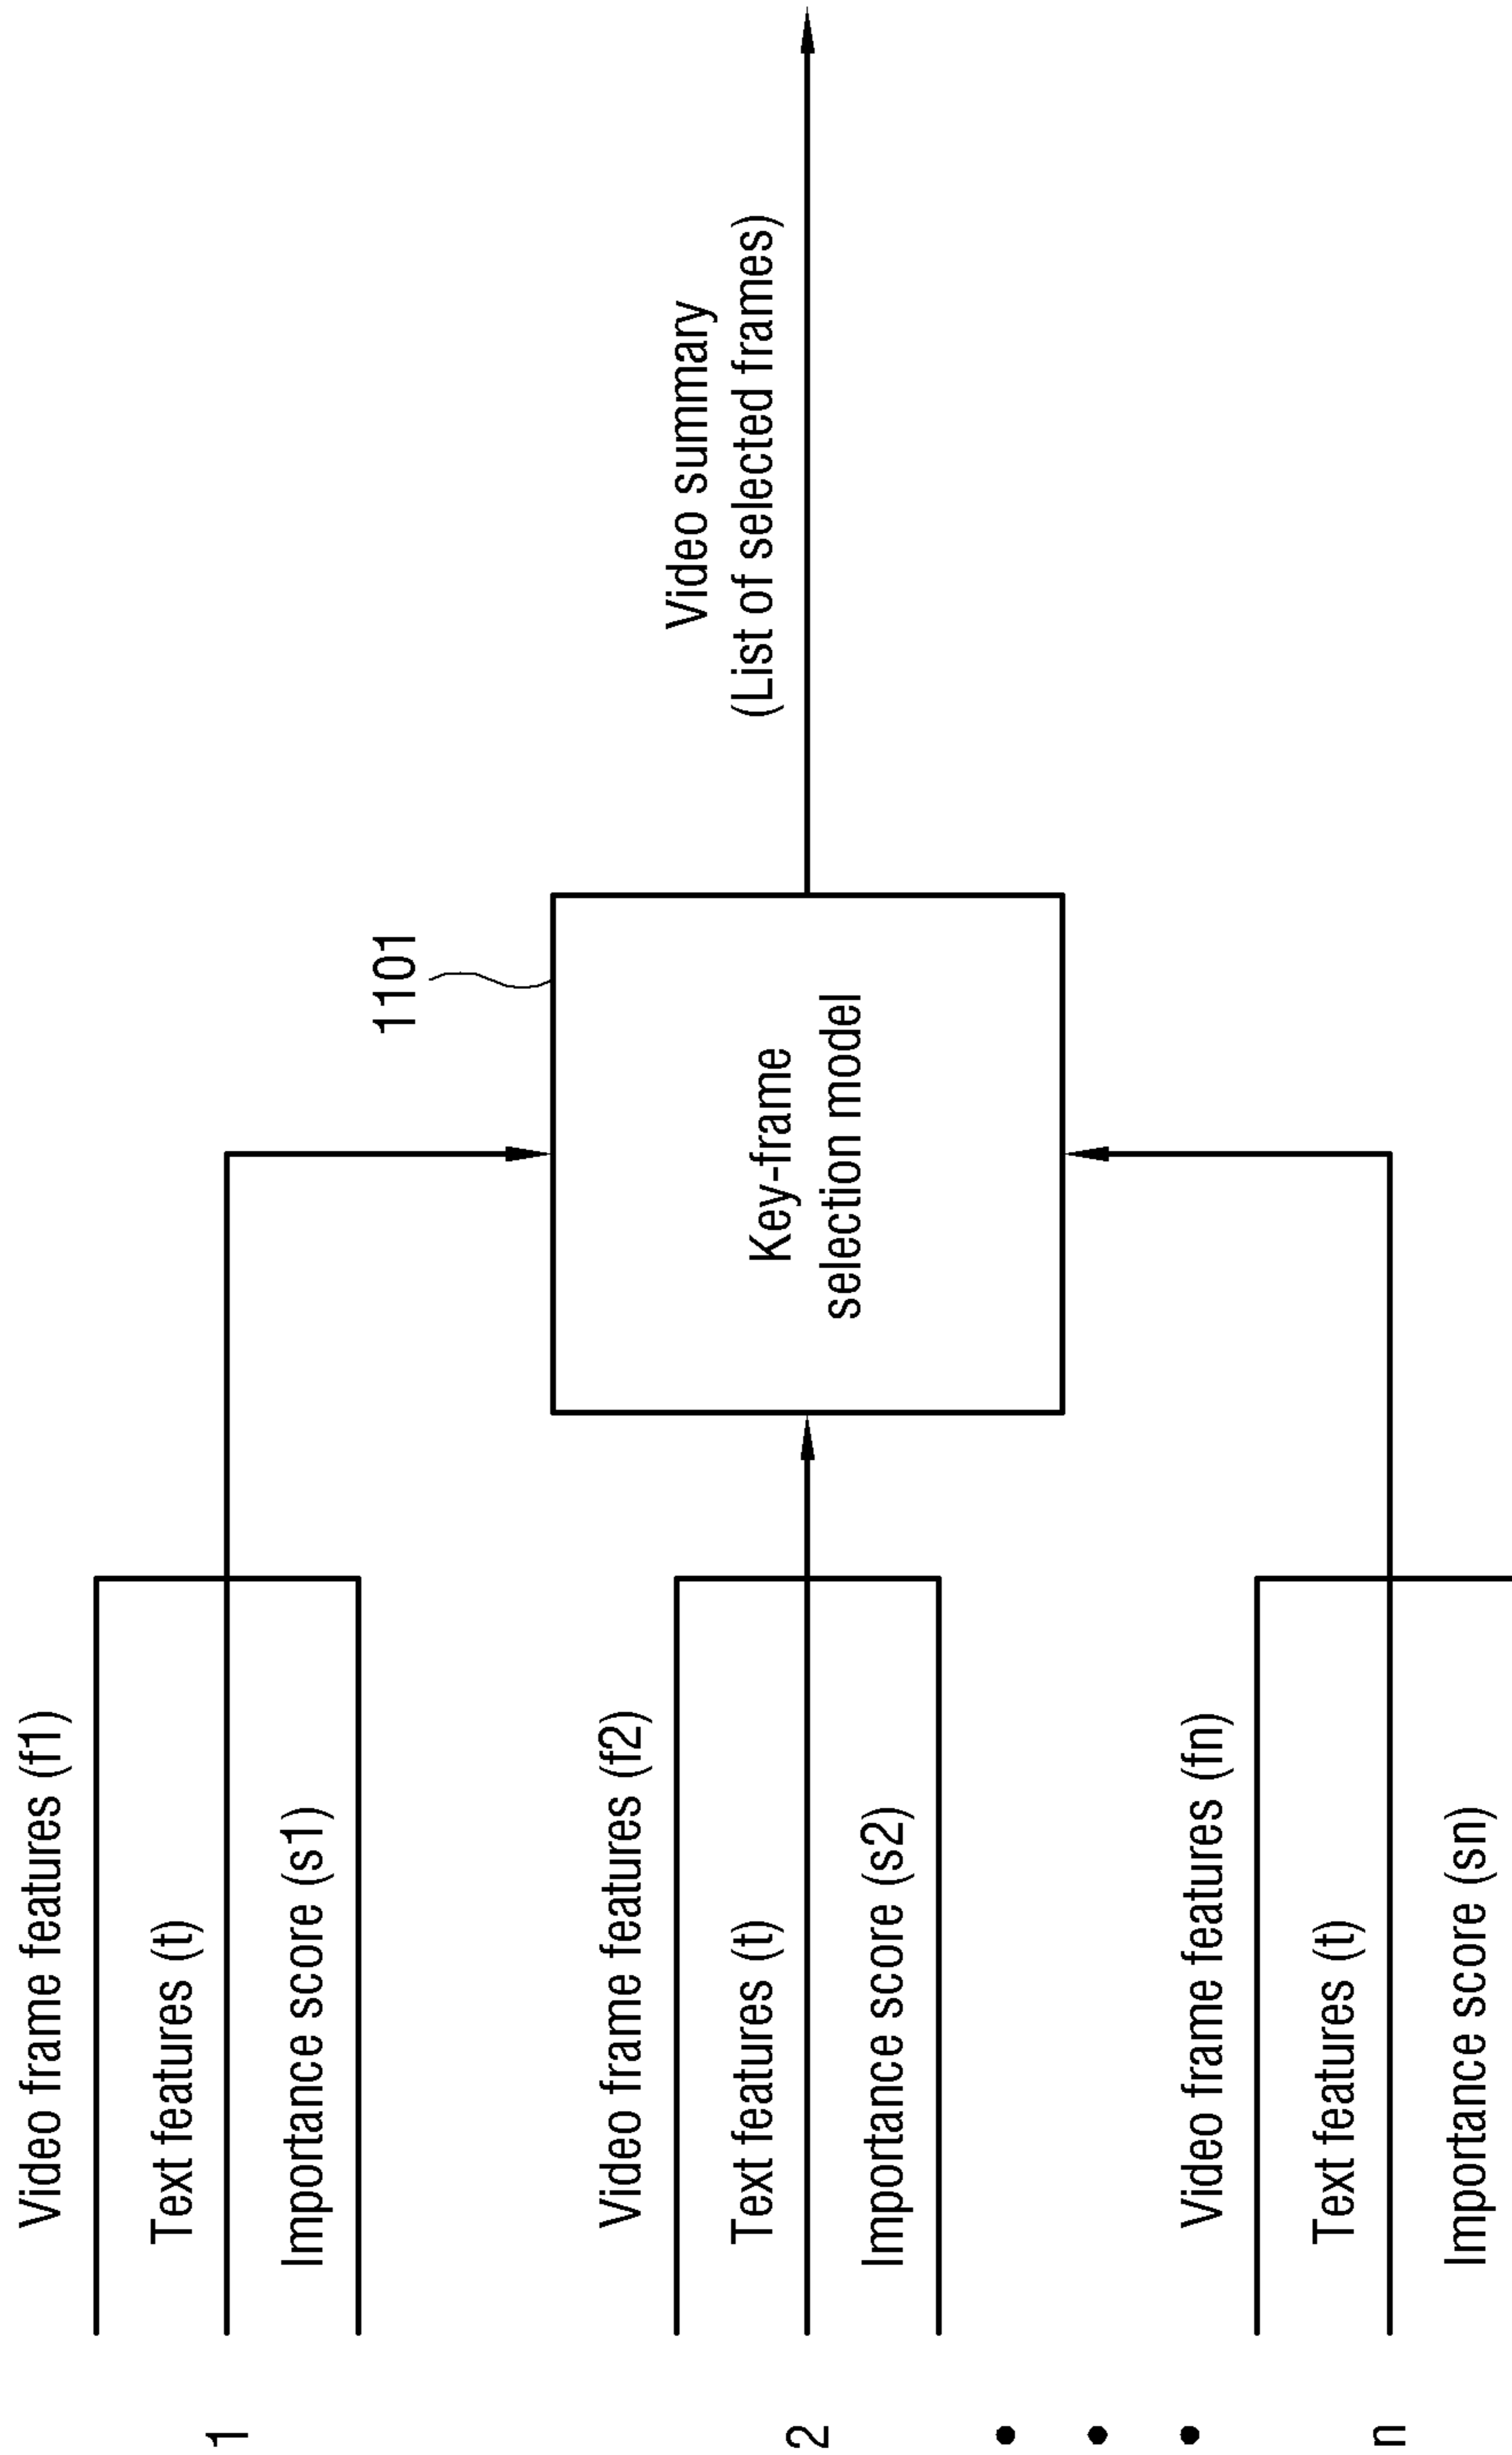 1
Video frame features (f1)
Text features (t)
Importance score (s1)
2
Video frame features (f2)
Text features (t)
Importance score (s2)
n
Video frame features (fn)
Text features (t)
Importance score (sn)
1101
Key-frame
selection model
Video summary
(List of selected frames)